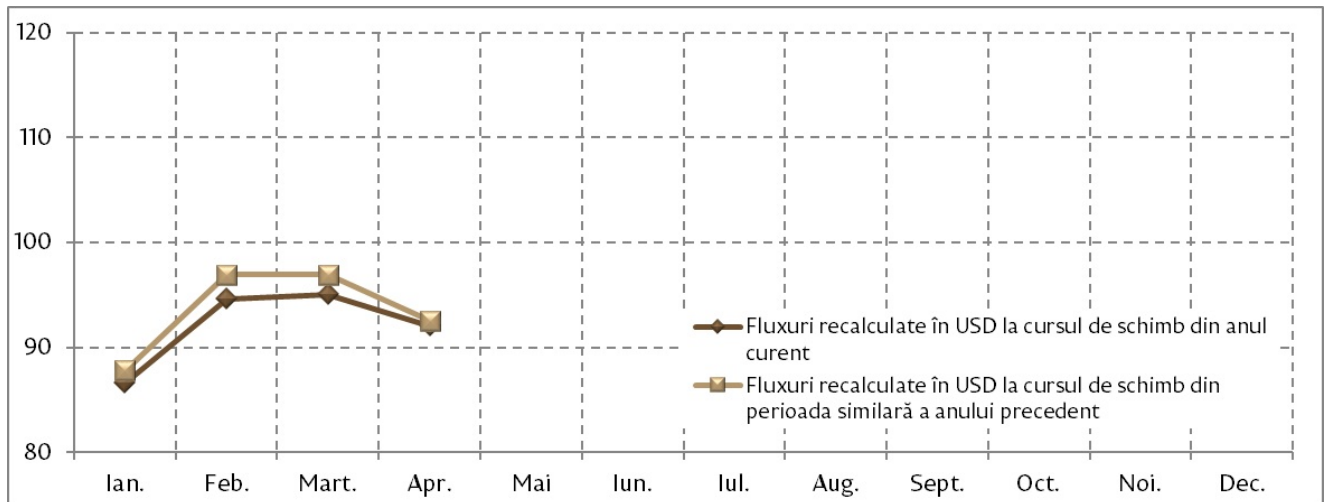 120
110
100
90
80
Fluxuri recalculate în USD la cursul de schimb din anul
curent
Fluxuri recalculate în USD la cursul de schimb din
perioada similară a anului precedent
Ian. Feb. Mart. Apr. Mai Iun. Iul. Aug. Sept. Oct. Noi. Dec.